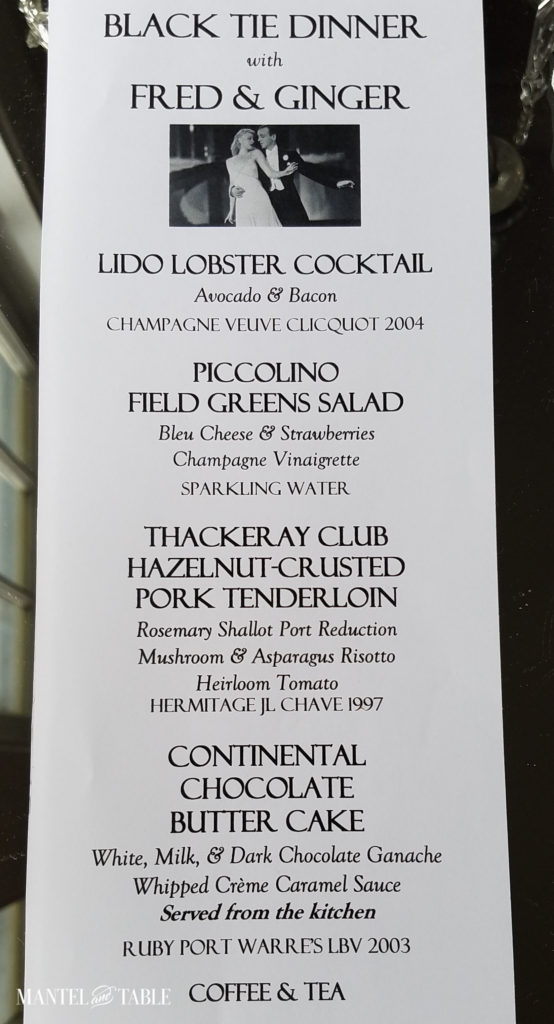 BLACK TIE DINNER
with
FRED & GINGER
LIDO LOBSTER COCKTAIL
Avocado & Bacon
CHAMPAGNE VEUVE CLICQUOT 2004
PICCOLINO
FIELD GREENS SALAD
Bleu Cheese & Strawberries
Champagne Vinaigrette
SPARKLING WATER
THACKERAY CLUB
HAZELNUT-CRUSTED
PORK TENDERLOIN
Rosemary Shallot Port Reduction
Mushroom & Asparagus Risotto
Heirloom Tomato
HERMITAGE JL CHAVE 1997
CONTINENTAL
CHOCOLATE
BUTTER CAKE
White, Milk, & Dark Chocolate Ganache
Whipped Crème Caramel Sauce
Served from the kitchen
RUBY PORT WARRE'S LBV 2003
COFFEE & TEA
MANTEL and TABLE